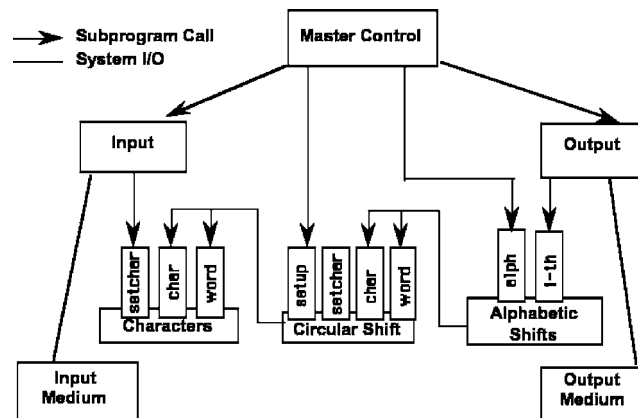 Subprogram Call
System I/O
Master Control
Input
Output
setchar
char
word
setup
setchar
char
word
alph
i-th
Characters
Circular Shift
Alphabetic
Shifts
Input
Medium
Output
Medium